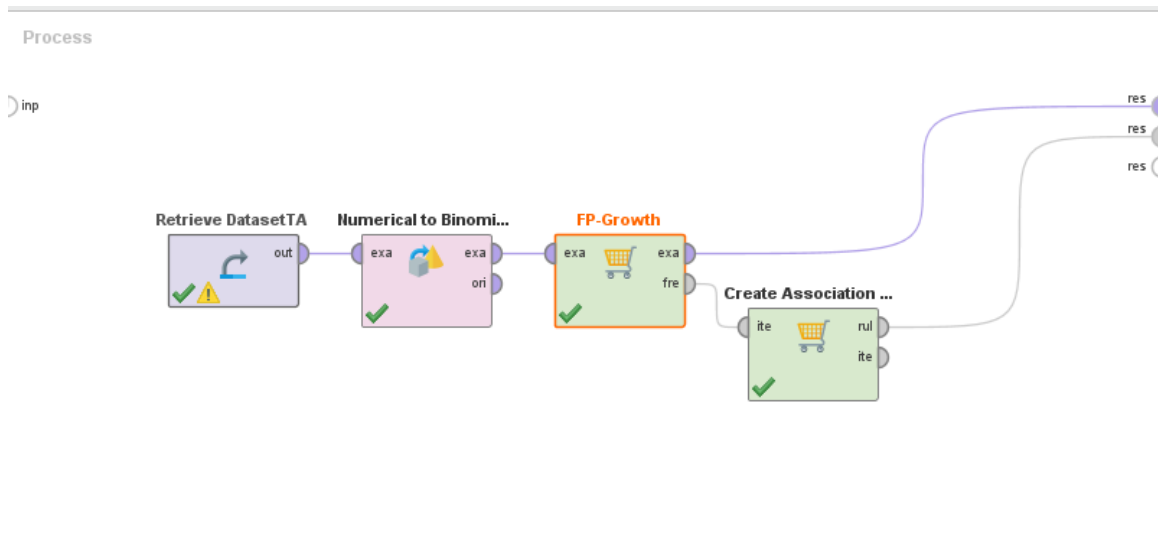 Process
inp
res
res
res
Retrieve DatasetTA
out
Numerical to Binomi...
exa
exa
ori
FP-Growth
exa
exa
fre
Create Association ...
ite
rul
ite